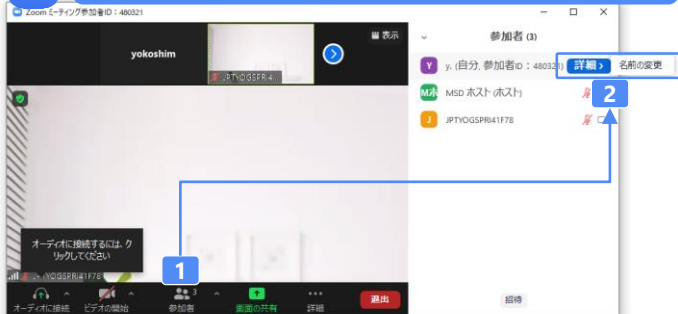 Zoom ミーティング参加者ID：480321
表示
yokoshim
JPTYOGSPRI4...
参加者 (3)
Y y. (自分, 参加者ID：480321) 詳細 › 名前の変更
M木 MSD ホスト (ホスト)
2
J JPTYOGSPRI41F78
オーディオに接続するには、ク
リックしてください
JPTYOGSPRI41F78
1
3
オーディオに接続 ビデオの開始 参加者 画面の共有 詳細 退出
招待